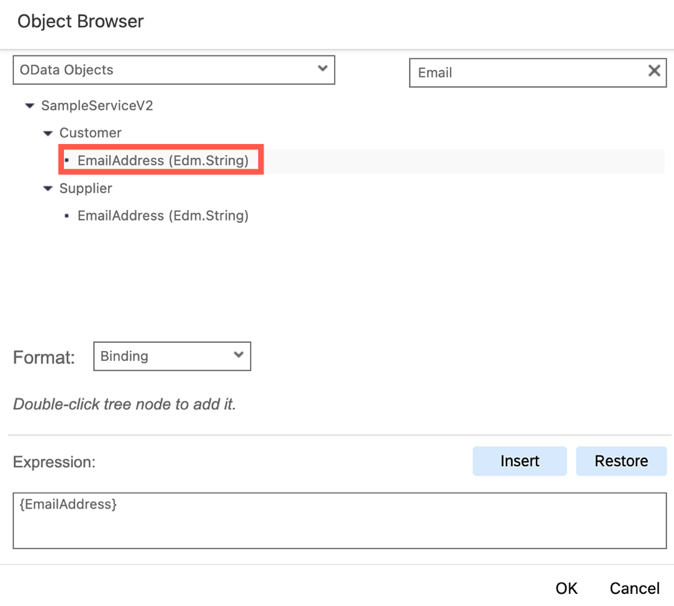 Object Browser
OData Objects
Email
SampleServiceV2
Customer
EmailAddress (Edm.String)
Supplier
EmailAddress (Edm.String)
Format:
Binding
Double-click tree node to add it.
Expression:
Insert
Restore
{EmailAddress}
OK
Cancel